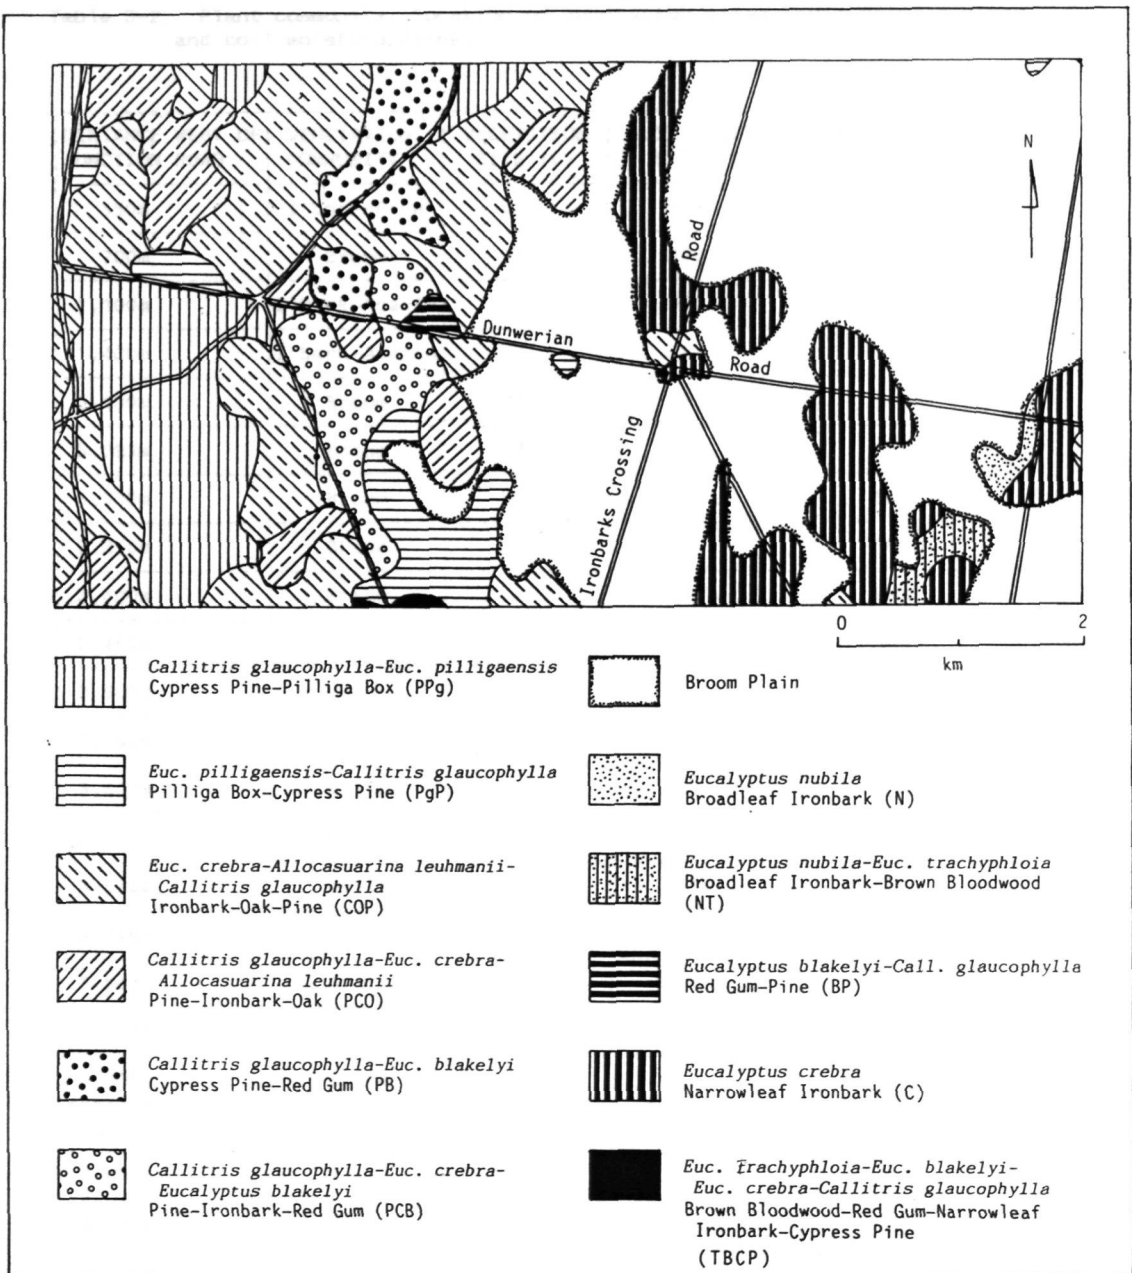 N
Road
Dunwerian
Road
Ironbarks Crossing
0 2
km
Callitris glaucophylla-Euc. pilligaensis
Cypress Pine-Pilliga Box (PPg)
Euc. pilligaensis-Callitris glaucophylla
Pilliga Box-Cypress Pine (PgP)
Euc. crebra-Allocasuarina leuhmanii-
Callitris glaucophylla
Ironbark-Oak-Pine (COP)
Callitris glaucophylla-Euc. crebra-
Allocasuarina leuhmanii
Pine-Ironbark-Oak (PCO)
Callitris glaucophylla-Euc. blakelyi
Cypress Pine-Red Gum (PB)
Callitris glaucophylla-Euc. crebra-
Eucalyptus blakelyi
Pine-Ironbark-Red Gum (PCB)
Broom Plain
Eucalyptus nubila
Broadleaf Ironbark (N)
Eucalyptus nubila-Euc. trachyphloia
Broadleaf Ironbark-Brown Bloodwood
(NT)
Eucalyptus blakelyi-Call. glaucophylla
Red Gum-Pine (BP)
Eucalyptus crebra
Narrowleaf Ironbark (C)
Euc. trachyphloia-Euc. blakelyi-
Euc. crebra-Callitris glaucophylla
Brown Bloodwood-Red Gum-Narrowleaf
Ironbark-Cypress Pine
(TBCP)